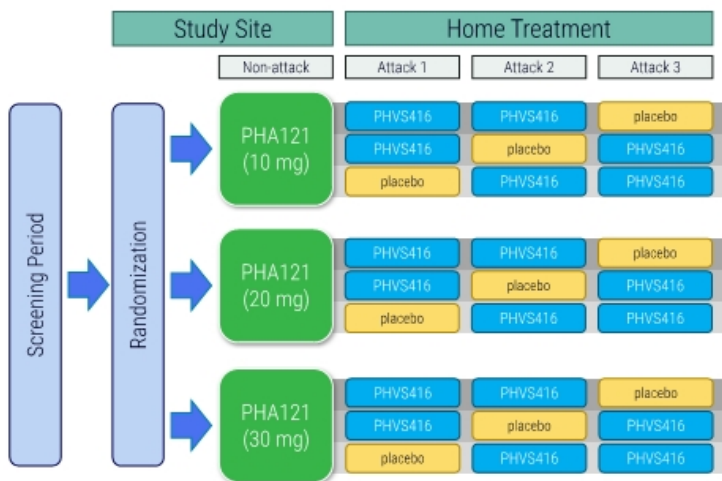 Study Site
Home Treatment
Non-attack
Attack 1
Attack 2
Attack 3
Screening Period
Randomization
PHA121
(10 mg)
PHVS416
PHVS416
placebo
PHVS416
placebo
PHVS416
placebo
PHVS416
PHVS416
PHA121
(20 mg)
PHVS416
PHVS416
placebo
PHVS416
placebo
PHVS416
placebo
PHVS416
PHVS416
PHA121
(30 mg)
PHVS416
PHVS416
placebo
PHVS416
placebo
PHVS416
placebo
PHVS416
PHVS416